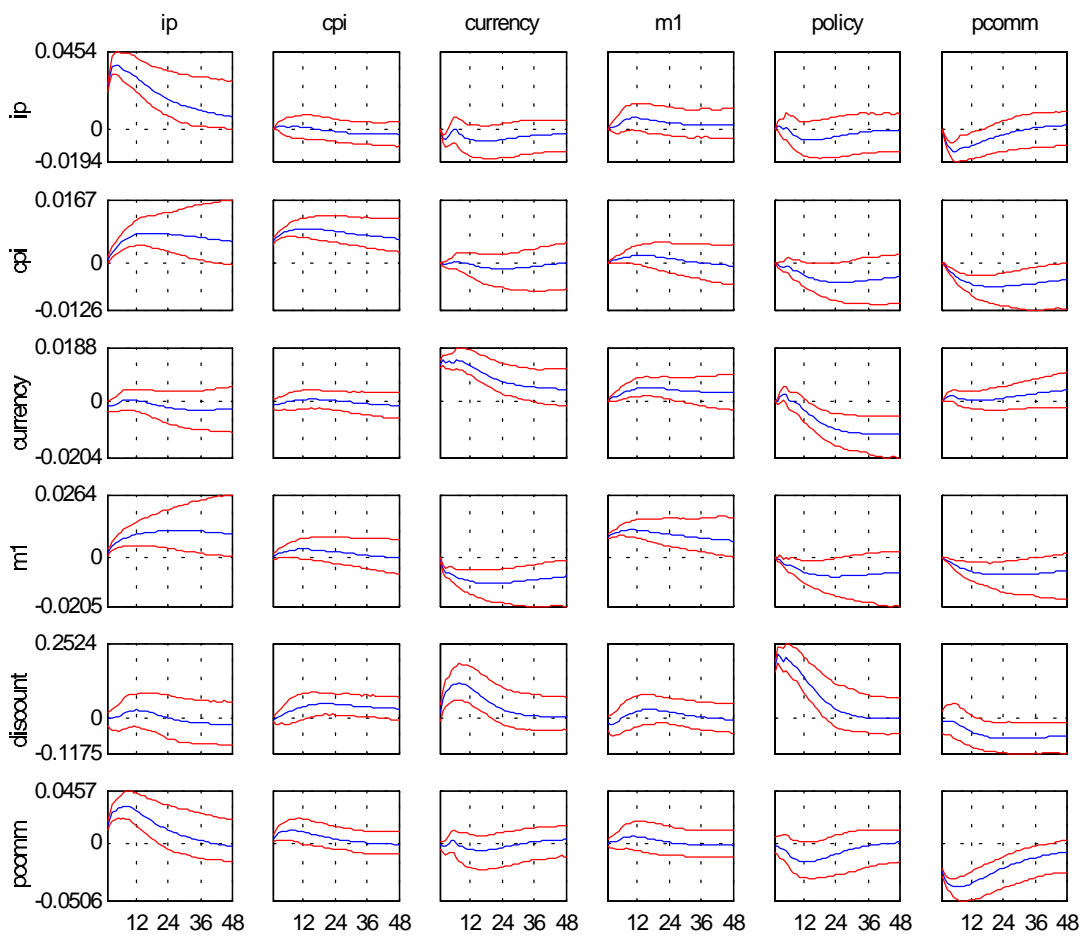 ip cpi currency m1 policy pcomm
0.0454
ip
0
-0.0194
0.0167
cpi
0
-0.0126
0.0188
currency
0
-0.0204
0.0264
m1
0
-0.0205
0.2524
discount
0
-0.1175
0.0457
pcomm
0
-0.0506
12 24 36 48 12 24 36 48 12 24 36 48 12 24 36 48 12 24 36 48 12 24 36 48